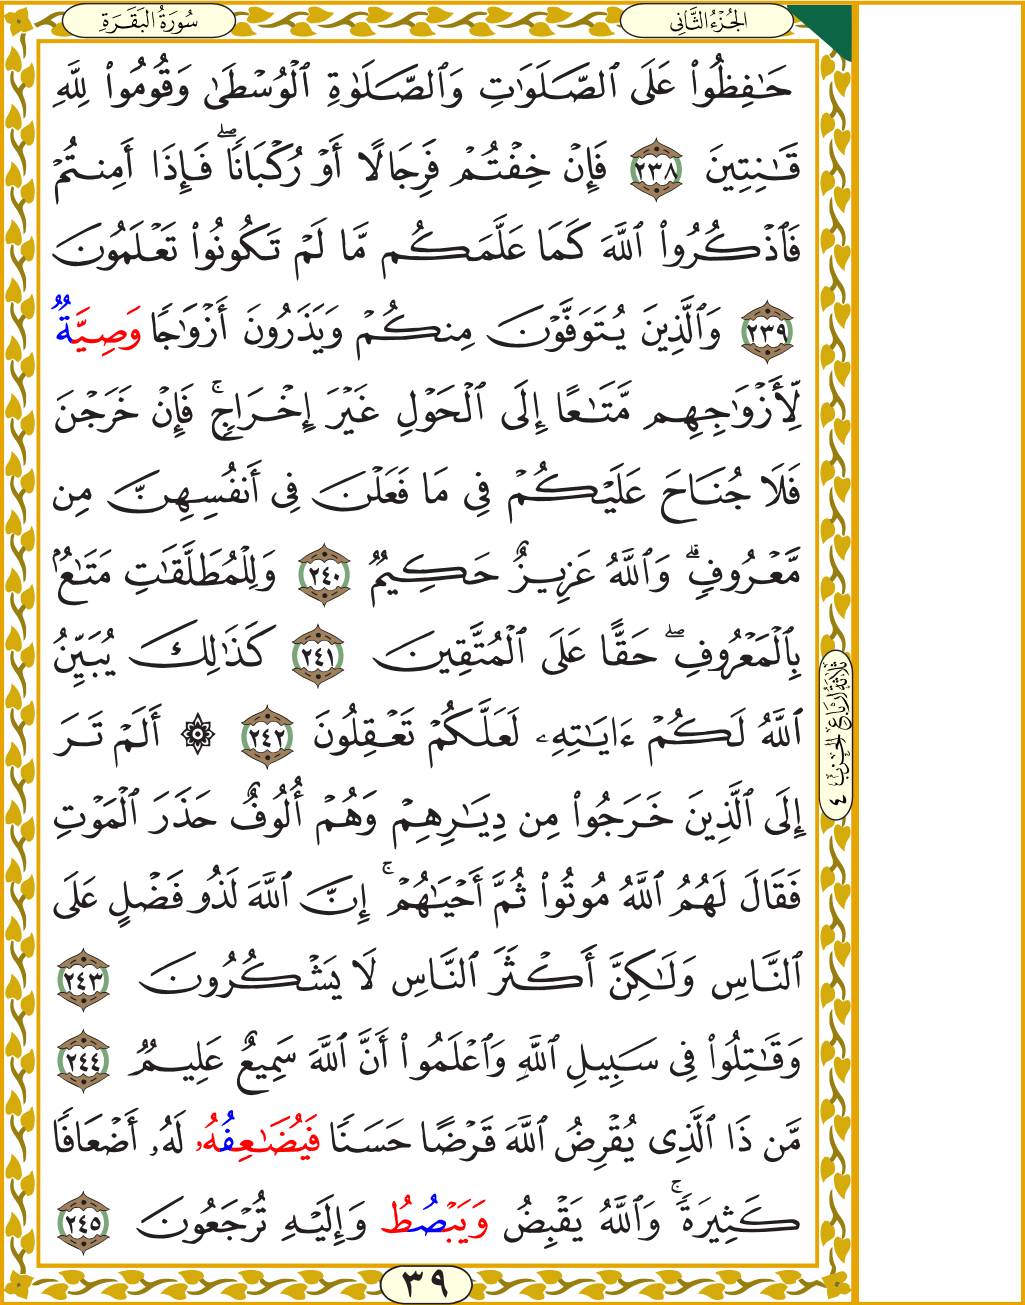 سُورَةُ البَقَرَةِ
الجُزْءُ الثَّانِي
حَٰفِظُوا۟ عَلَى ٱلصَّلَوَٰتِ وَٱلصَّلَوٰةِ ٱلْوُسْطَىٰ وَقُومُوا۟ لِلَّهِ
قَٰنِتِينَ ٢٣٨ فَإِنْ خِفْتُمْ فَرِجَالًا أَوْ رُكْبَانًا ۖ فَإِذَا أَمِنتُمْ
فَٱذْكُرُوا۟ ٱللَّهَ كَمَا عَلَّمَكُم مَّا لَمْ تَكُونُوا۟ تَعْلَمُونَ
٢٣٩ وَٱلَّذِينَ يُتَوَفَّوْنَ مِنكُمْ وَيَذَرُونَ أَزْوَٰجًا وَصِيَّةٌ
لِّأَزْوَٰجِهِم مَّتَٰعًا إِلَى ٱلْحَوْلِ غَيْرَ إِخْرَاجٍ ۚ فَإِنْ خَرَجْنَ
فَلَا جُنَاحَ عَلَيْكُمْ فِى مَا فَعَلْنَ فِى أَنفُسِهِنَّ مِن
مَّعْرُوفٍ ۗ وَٱللَّهُ عَزِيزٌ حَكِيمٌ ٢٤٠ وَلِلْمُطَلَّقَٰتِ مَتَٰعٌۢ
بِٱلْمَعْرُوفِ ۖ حَقًّا عَلَى ٱلْمُتَّقِينَ ٢٤١ كَذَٰلِكَ يُبَيِّنُ
ٱللَّهُ لَكُمْ ءَايَٰتِهِۦ لَعَلَّكُمْ تَعْقِلُونَ ٢٤٢ ۞ أَلَمْ تَرَ
إِلَى ٱلَّذِينَ خَرَجُوا۟ مِن دِيَٰرِهِمْ وَهُمْ أُلُوفٌ حَذَرَ ٱلْمَوْتِ
فَقَالَ لَهُمُ ٱللَّهُ مُوتُوا۟ ثُمَّ أَحْيَٰهُمْ ۚ إِنَّ ٱللَّهَ لَذُو فَضْلٍ عَلَى
ٱلنَّاسِ وَلَٰكِنَّ أَكْثَرَ ٱلنَّاسِ لَا يَشْكُرُونَ ٢٤٣
وَقَٰتِلُوا۟ فِى سَبِيلِ ٱللَّهِ وَٱعْلَمُوا۟ أَنَّ ٱللَّهَ سَمِيعٌ عَلِيمٌ ٢٤٤
مَّن ذَا ٱلَّذِى يُقْرِضُ ٱللَّهَ قَرْضًا حَسَنًا فَيُضَٰعِفُهُۥ لَهُۥ أَضْعَافًا
كَثِيرَةً ۚ وَٱللَّهُ يَقْبِضُ وَيَبْصُطُ وَإِلَيْهِ تُرْجَعُونَ ٢٤٥
ثَلَاثَةُ أَرْبَاعِ الحِزْبِ ٤
٣٩